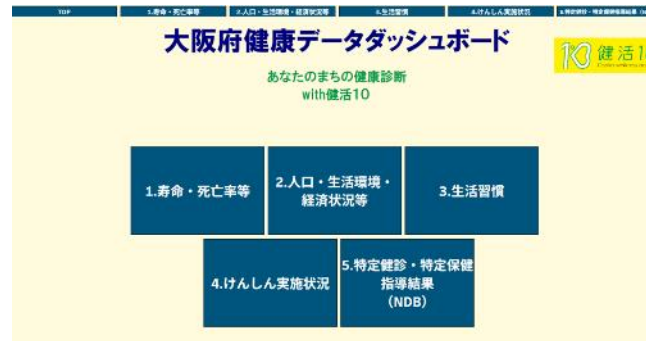 TOP
1.寿命・死亡率等
2.人口・生活環境・経済状況等
3.生活習慣
4.けんしん実施状況
大阪府健康データダッシュボード
健活10
あなたのまちの健康診断
with健活10
1.寿命・死亡率等
2.人口・生活環境・
経済状況等
3.生活習慣
4.けんしん実施状況
5.特定健診・特定保健
指導結果
(NDB)